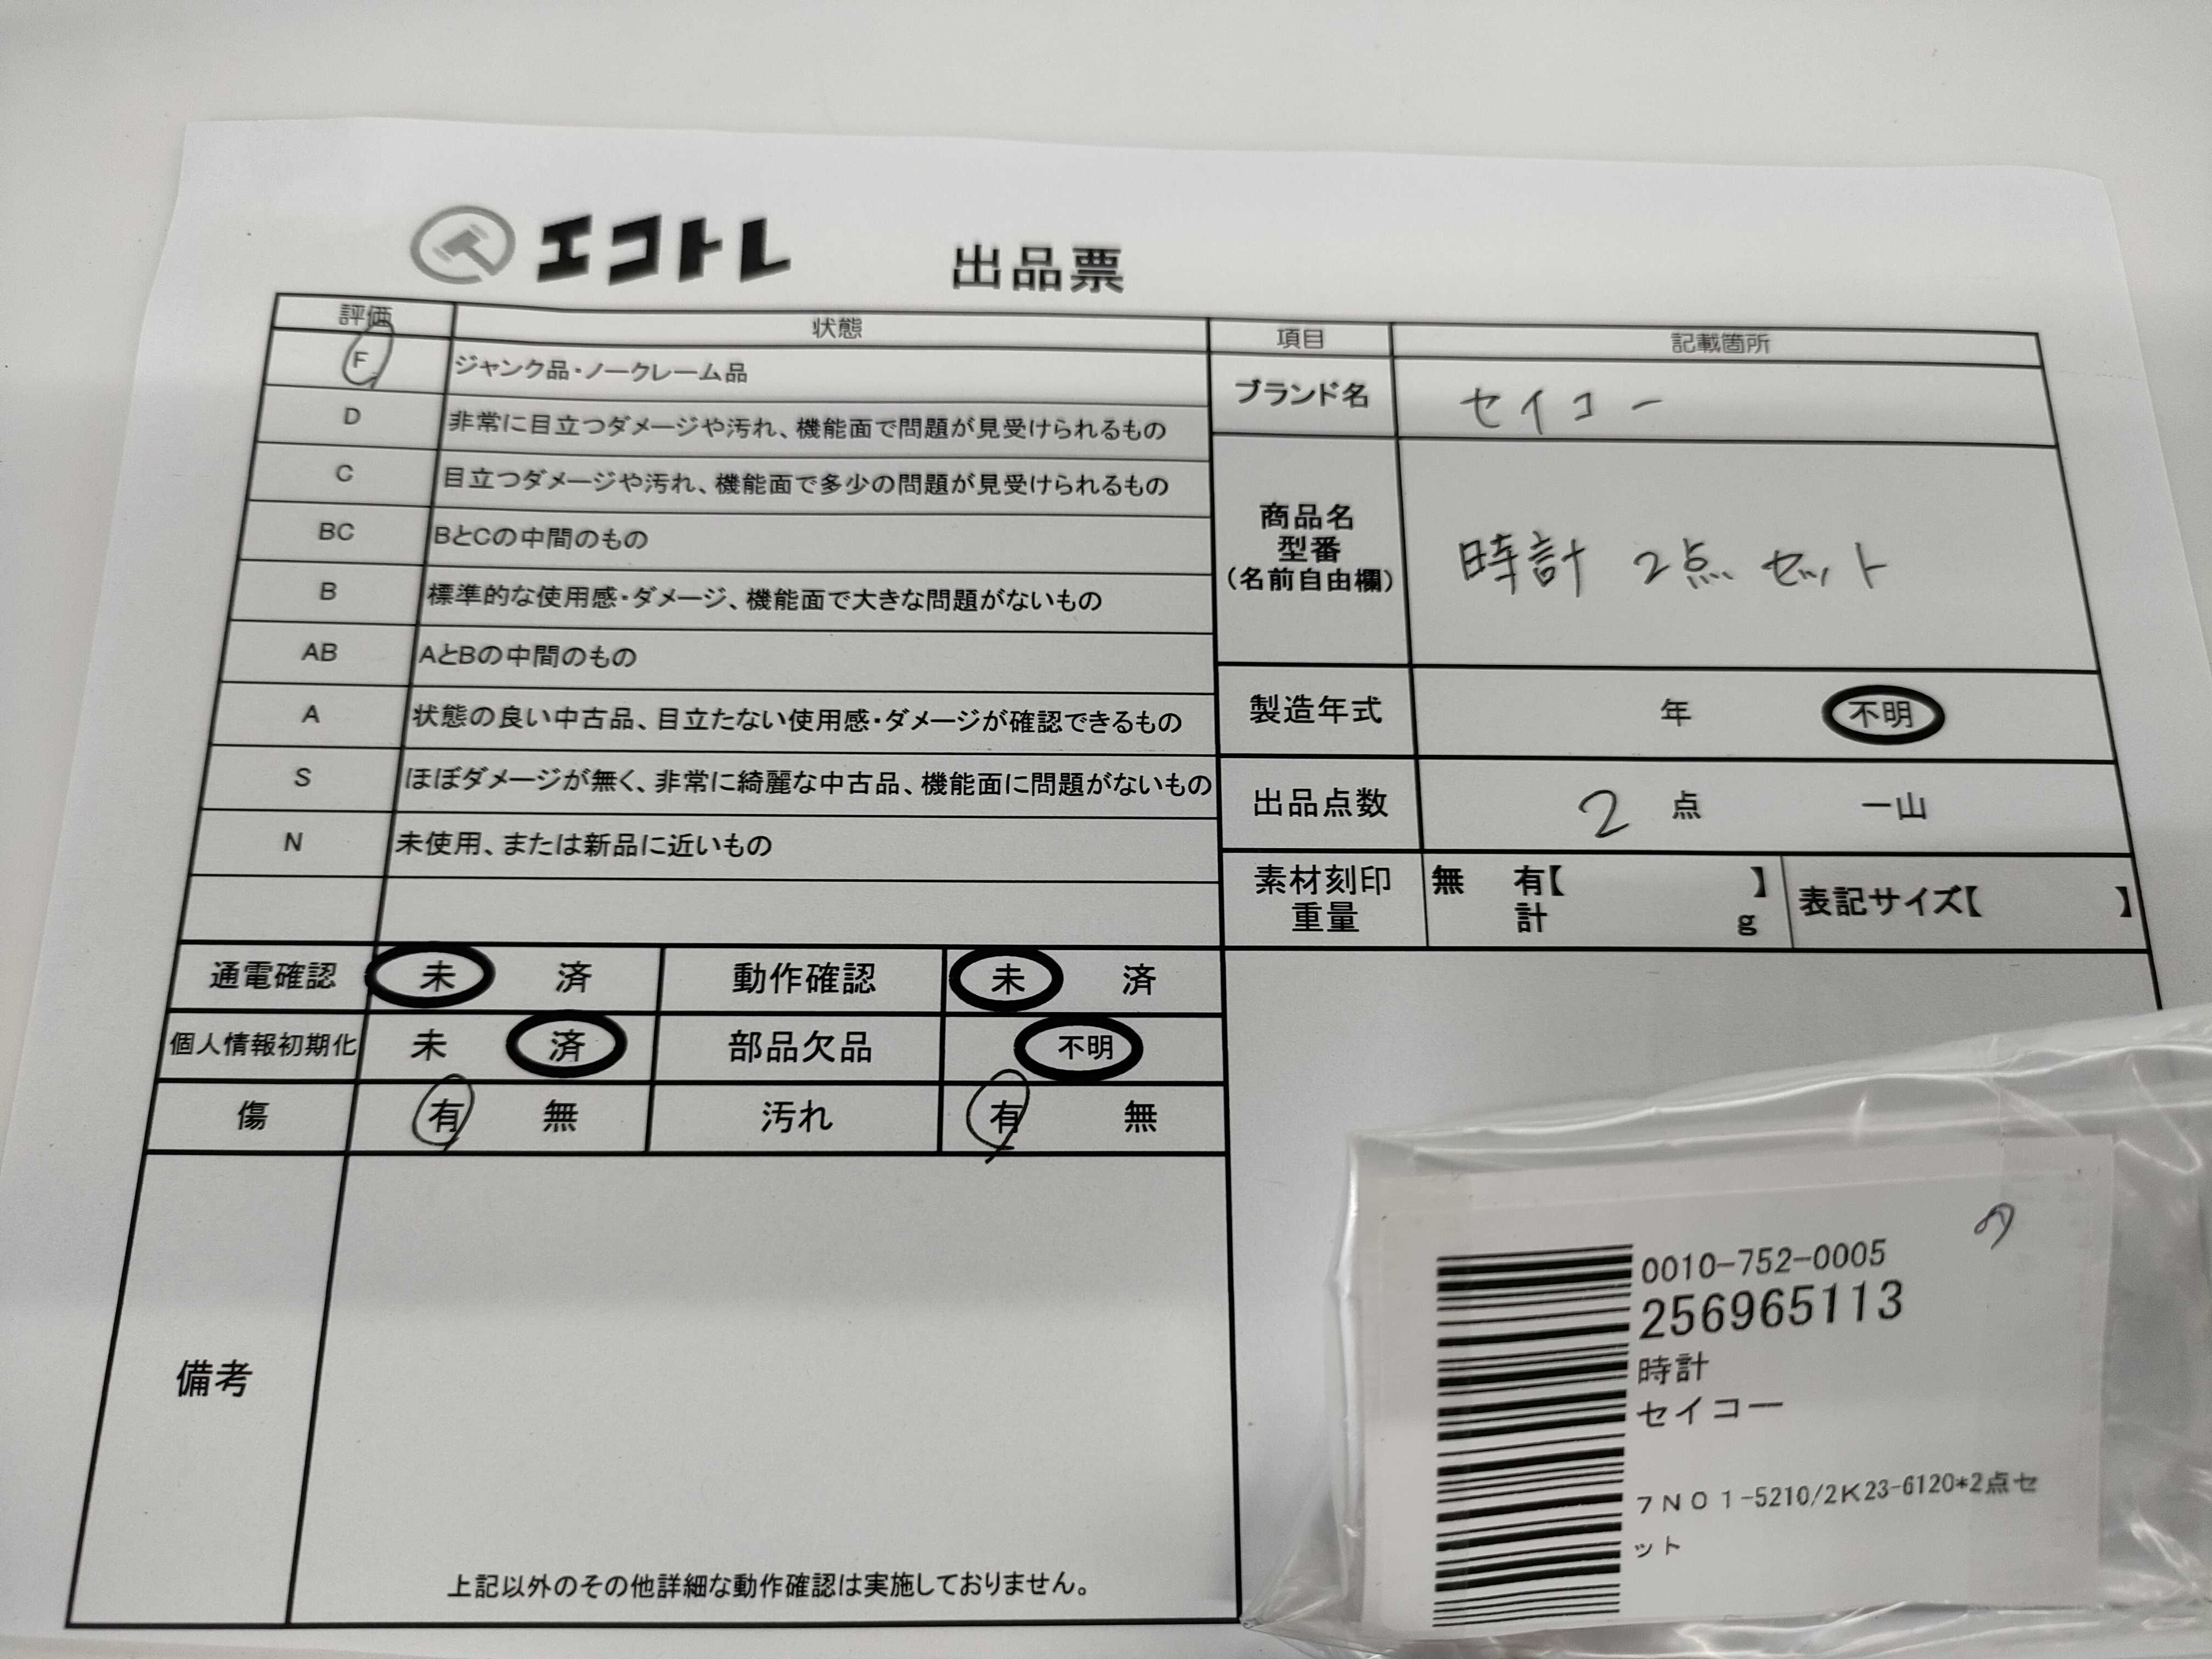 エコトレ 出品票
評価 状態
F ジャンク品・ノークレーム品
D 非常に目立つダメージや汚れ、機能面で問題が見受けられるもの
C 目立つダメージや汚れ、機能面で多少の問題が見受けられるもの
BC BとCの中間のもの
B 標準的な使用感・ダメージ、機能面で大きな問題がないもの
AB AとBの中間のもの
A 状態の良い中古品、目立たない使用感・ダメージが確認できるもの
S ほぼダメージが無く、非常に綺麗な中古品、機能面に問題がないもの
N 未使用、または新品に近いもの
項目 記載箇所
ブランド名 セイコー
商品名
型番
(名前自由欄)
時計 2点 セット
製造年式 年 不明
出品点数 2 点 一山
素材刻印 無 有【 】
重量 計 g
表記サイズ【 】
通電確認 未 済 動作確認 未 済
個人情報初期化 未 済 部品欠品 不明
傷 有 無 汚れ 有 無
備考
上記以外のその他詳細な動作確認は実施しておりません。
0010-752-0005
256965113
時計
セイコー
7N01-5210/2K23-6120*2点セ
ット